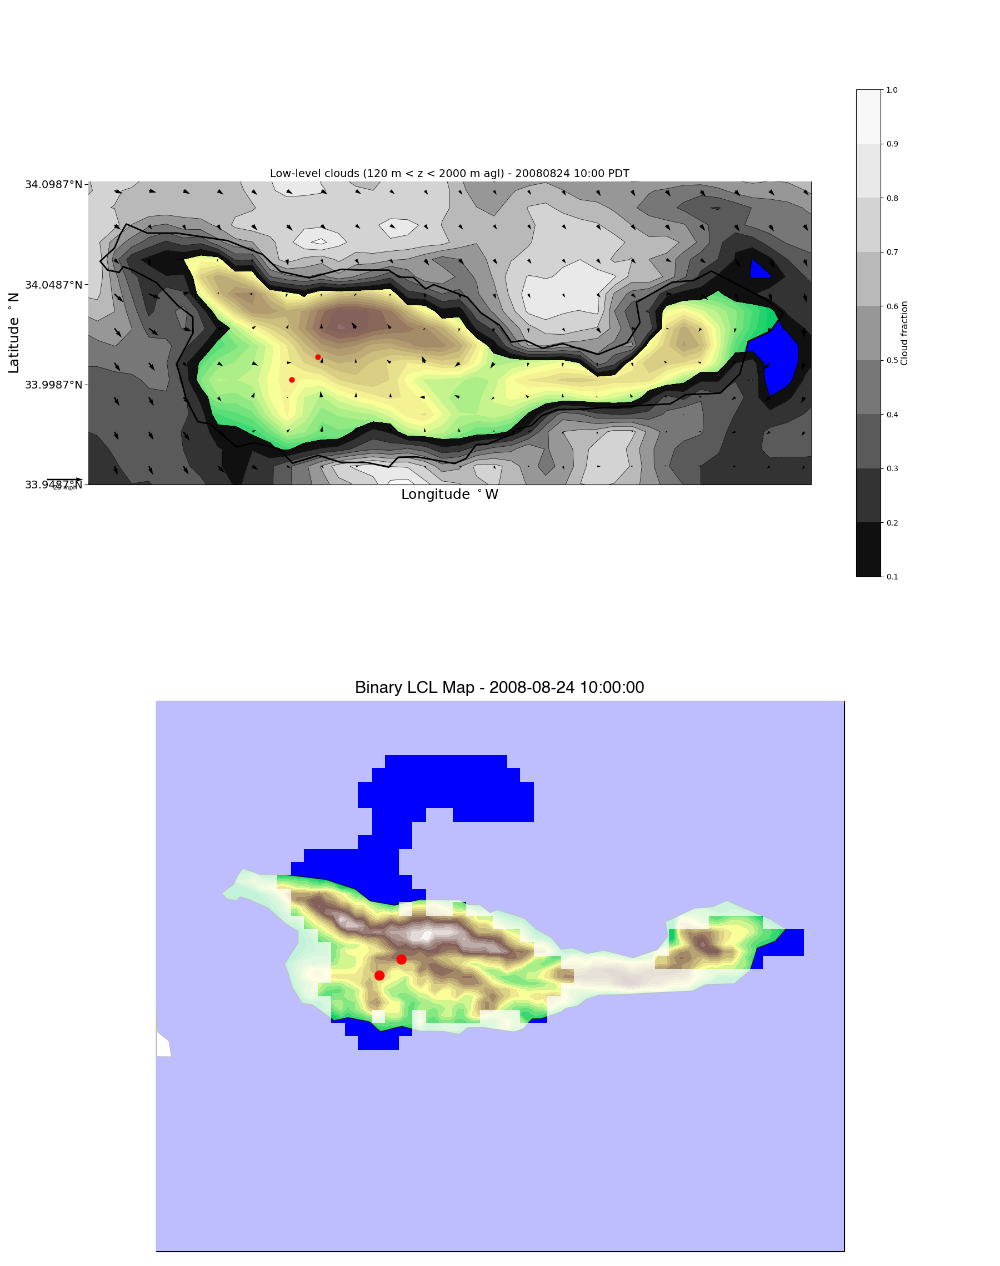 Low-level clouds (120 m < z < 2000 m agl) - 20080824 10:00 PDT
34.0987°N
34.0487°N
33.9987°N
33.9487°N
Latitude °N
Longitude °W
1.0
0.9
0.8
0.7
0.6
0.5
0.4
0.3
0.2
0.1
Cloud fraction
Binary LCL Map - 2008-08-24 10:00:00